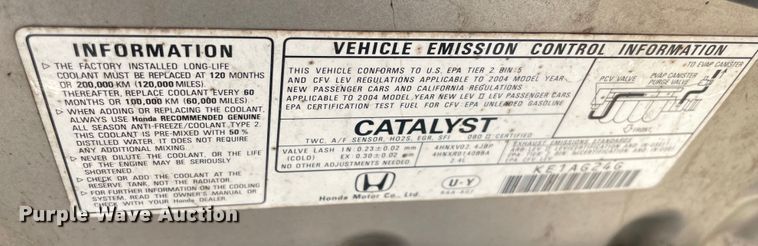 INFORMATION
THE FACTORY INSTALLED LONG-LIFE
COOLANT MUST BE REPLACED AT 120 MONTHS
OR 200,000 KM (120,000 MILES).
THEREAFTER, REPLACE COOLANT EVERY 60
MONTHS OR 100,000 KM (60,000 MILES).
WHEN ADDING OR REPLACING THE COOLANT,
ALWAYS USE Honda RECOMMENDED GENUINE
ALL SEASON ANTI-FREEZE/COOLANT TYPE 2.
THIS COOLANT IS PRE-MIXED WITH 50 %
DISTILLED WATER. IT DOES NOT REQUIRE
ANY ADDITIONAL MIXING.
NEVER DILUTE THE COOLANT, OR THE LIFE
OF THE ENGINE MAY BE SERIOUSLY
SHORTENED.
CHECK OR ADD THE COOLANT AT THE
RESERVE TANK, NOT THE RADIATOR.
FOR FURTHER INFORMATION ON THE COOLING
SYSTEM, READ THE OWNER'S MANUAL OR
CHECK WITH AN Honda DEALER.
VEHICLE EMISSION CONTROL INFORMATION
THIS VEHICLE CONFORMS TO U.S. EPA TIER 2 BIN 5
AND CFV LEV REGULATIONS APPLICABLE TO 2004 MODEL YEAR
NEW PASSENGER CARS AND CALIFORNIA REGULATIONS
APPLICABLE TO 2004 MODEL YEAR NEW LEV II LEV PASSENGER CARS
EPA CERTIFICATION TEST FUEL FOR CFV EPA UNLEADED GASOLINE
TO EVAP CANISTER
PCV VALVE
EVAP CANISTER
PURGE VALVE
FRONT
CATALYST
TWC, A/F SENSOR, HO2S, EGR, SFI OBD II CERTIFIED
VALVE LASH IN :0.23±0.02 mm
(COLD) EX :0.30±0.02 mm
NO OTHER ADJUSTMENTS NEEDED
2.4L
KE1AG246
Honda Motor Co., Ltd.
U-Y
Purple Wave Auction